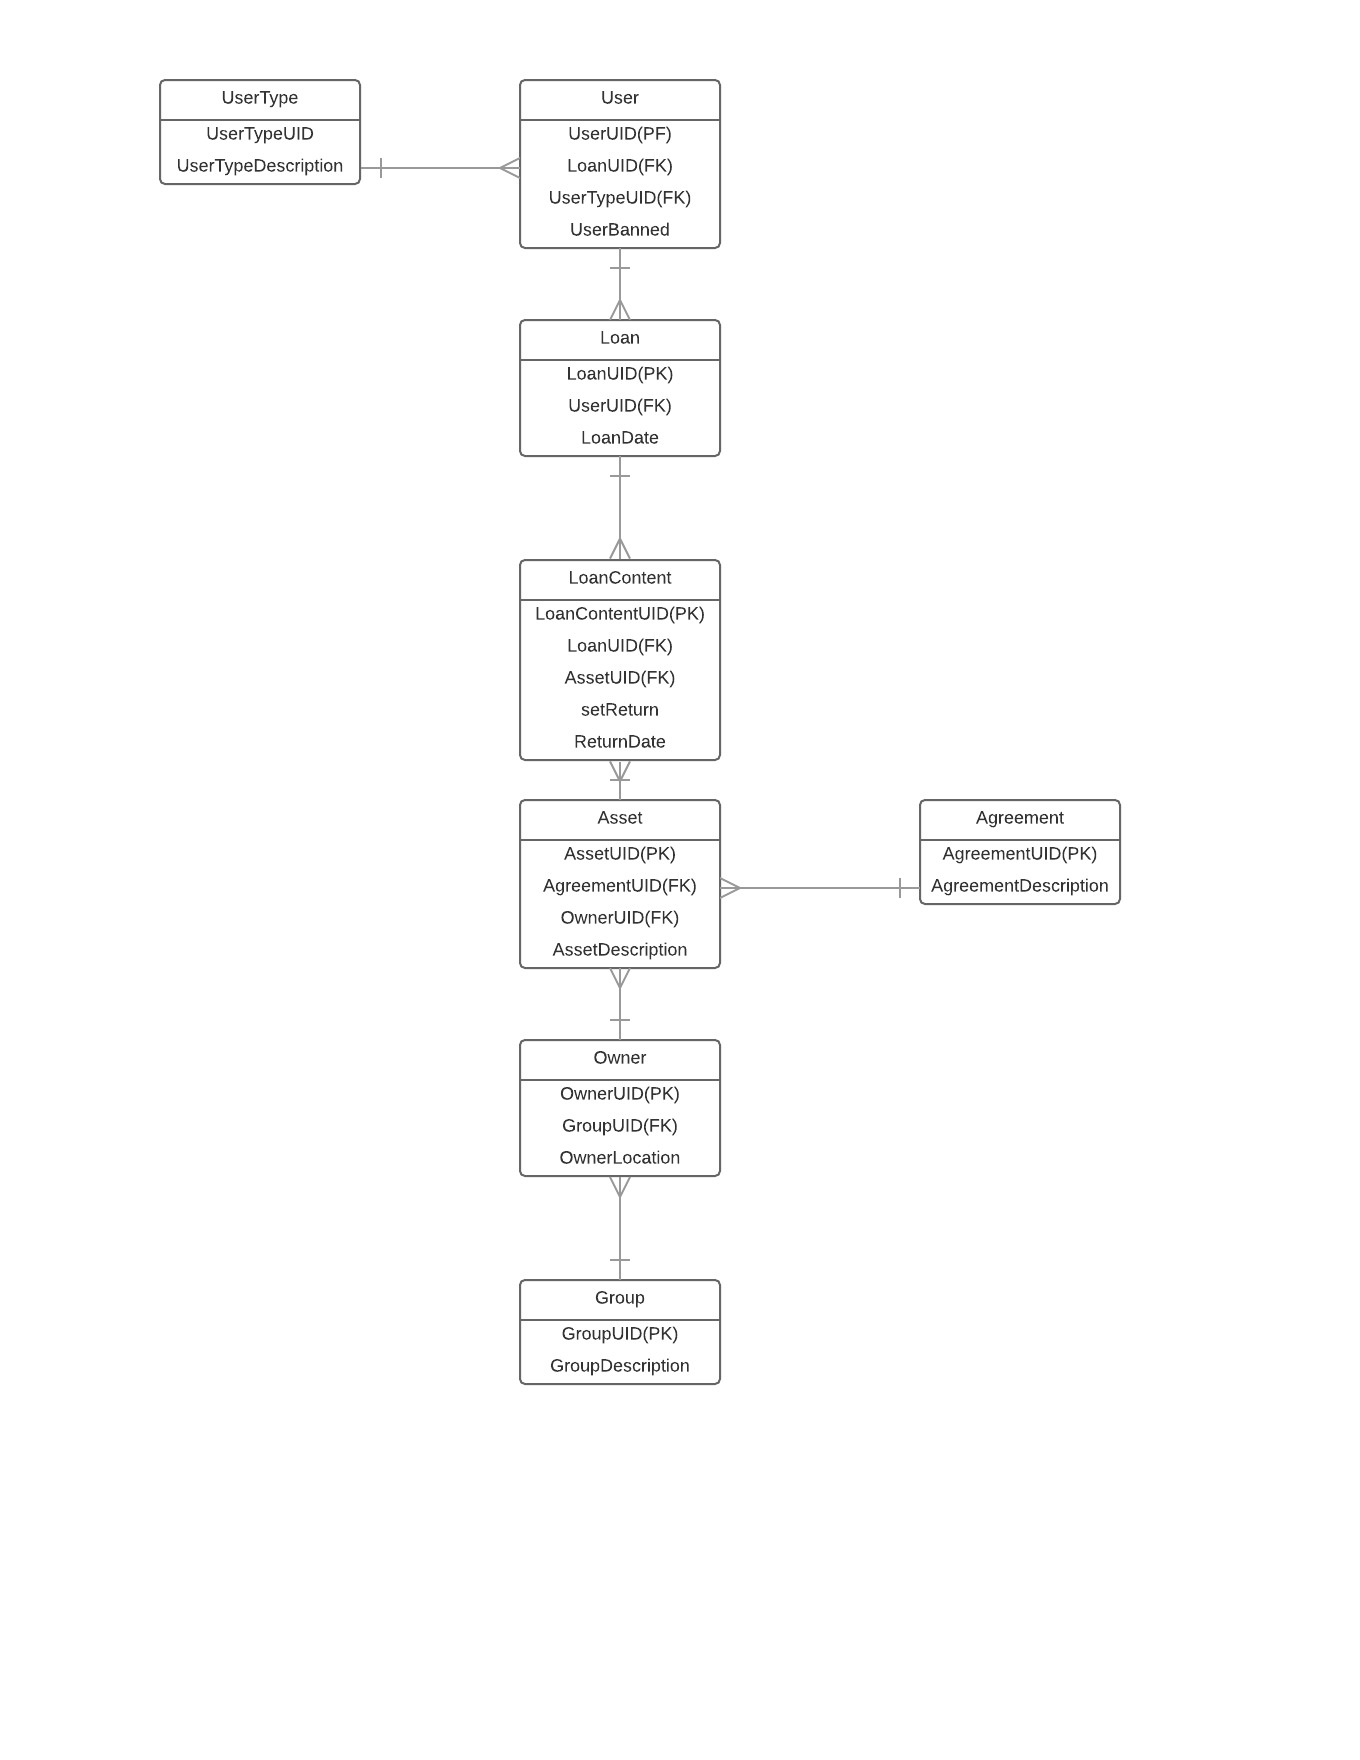 UserType
UserTypeUID
UserTypeDescription
User
UserUID(PF)
LoanUID(FK)
UserTypeUID(FK)
UserBanned
Loan
LoanUID(PK)
UserUID(FK)
LoanDate
LoanContent
LoanContentUID(PK)
LoanUID(FK)
AssetUID(FK)
setReturn
ReturnDate
Asset
AssetUID(PK)
AgreementUID(FK)
OwnerUID(FK)
AssetDescription
Agreement
AgreementUID(PK)
AgreementDescription
Owner
OwnerUID(PK)
GroupUID(FK)
OwnerLocation
Group
GroupUID(PK)
GroupDescription